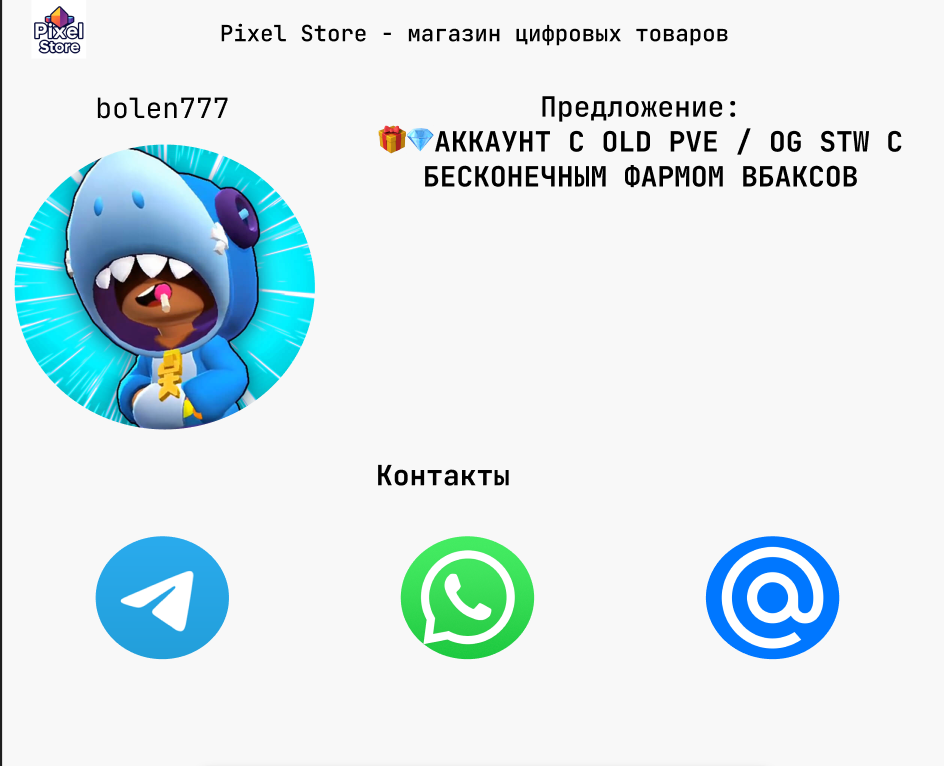 Pixel
Store
Pixel Store - магазин цифровых товаров
bolen777
Предложение:
🎁💎АККАУНТ С OLD PVE / OG STW С
БЕСКОНЕЧНЫМ ФАРМОМ ВБАКСОВ
Контакты